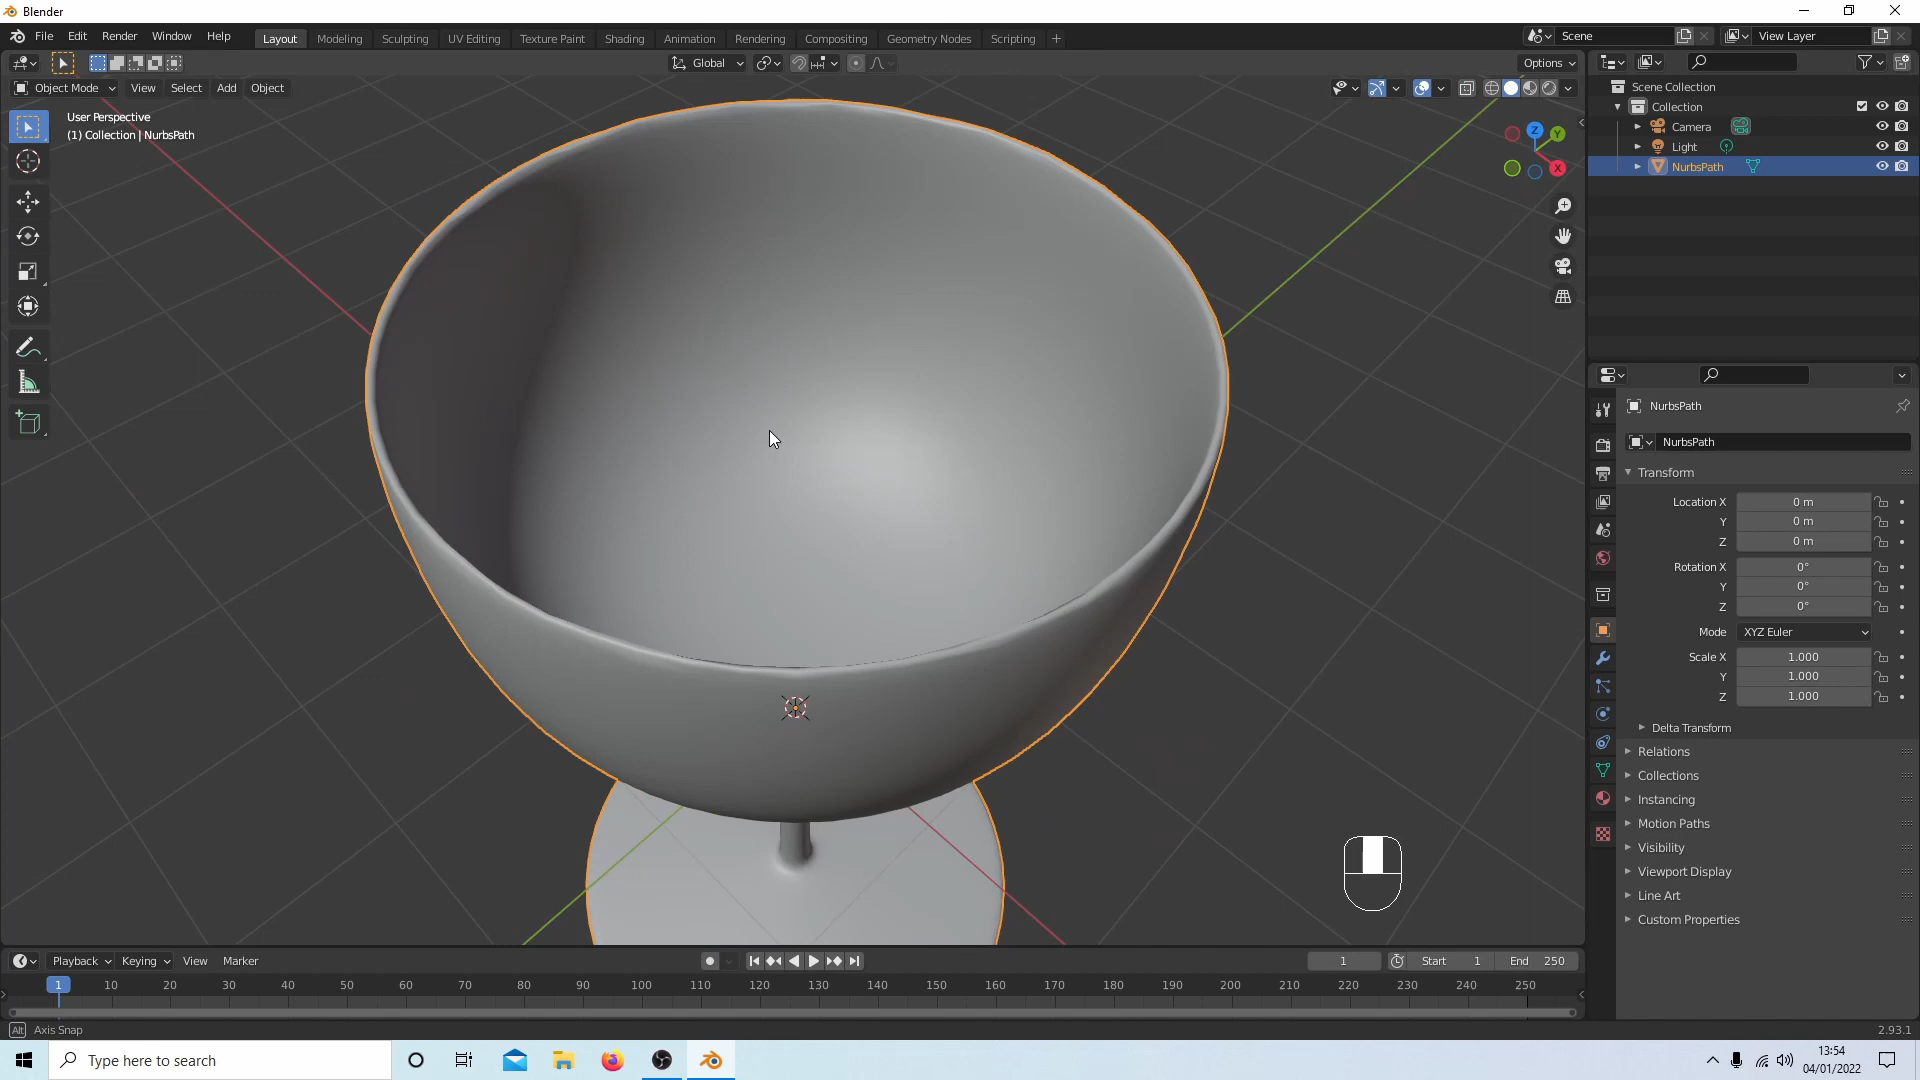 Blender
File Edit Render Window Help
Layout Modeling Sculpting UV Editing Texture Paint Shading Animation Rendering Compositing Geometry Nodes Scripting +
Scene
View Layer
Global
Options
Object Mode View Select Add Object
User Perspective
(1) Collection | NurbsPath
Z
Y
X
Scene Collection
Collection
Camera
Light
NurbsPath
NurbsPath
NurbsPath
Transform
Location X 0 m
Y 0 m
Z 0 m
Rotation X 0°
Y 0°
Z 0°
Mode XYZ Euler
Scale X 1.000
Y 1.000
Z 1.000
Delta Transform
Relations
Collections
Instancing
Motion Paths
Visibility
Viewport Display
Line Art
Custom Properties
Playback Keying View Marker
1
Start 1 End 250
1 10 20 30 40 50 60 70 80 90 100 110 120 130 140 150 160 170 180 190 200 210 220 230 240 250
Alt Axis Snap
2.93.1
Type here to search
13:54
04/01/2022